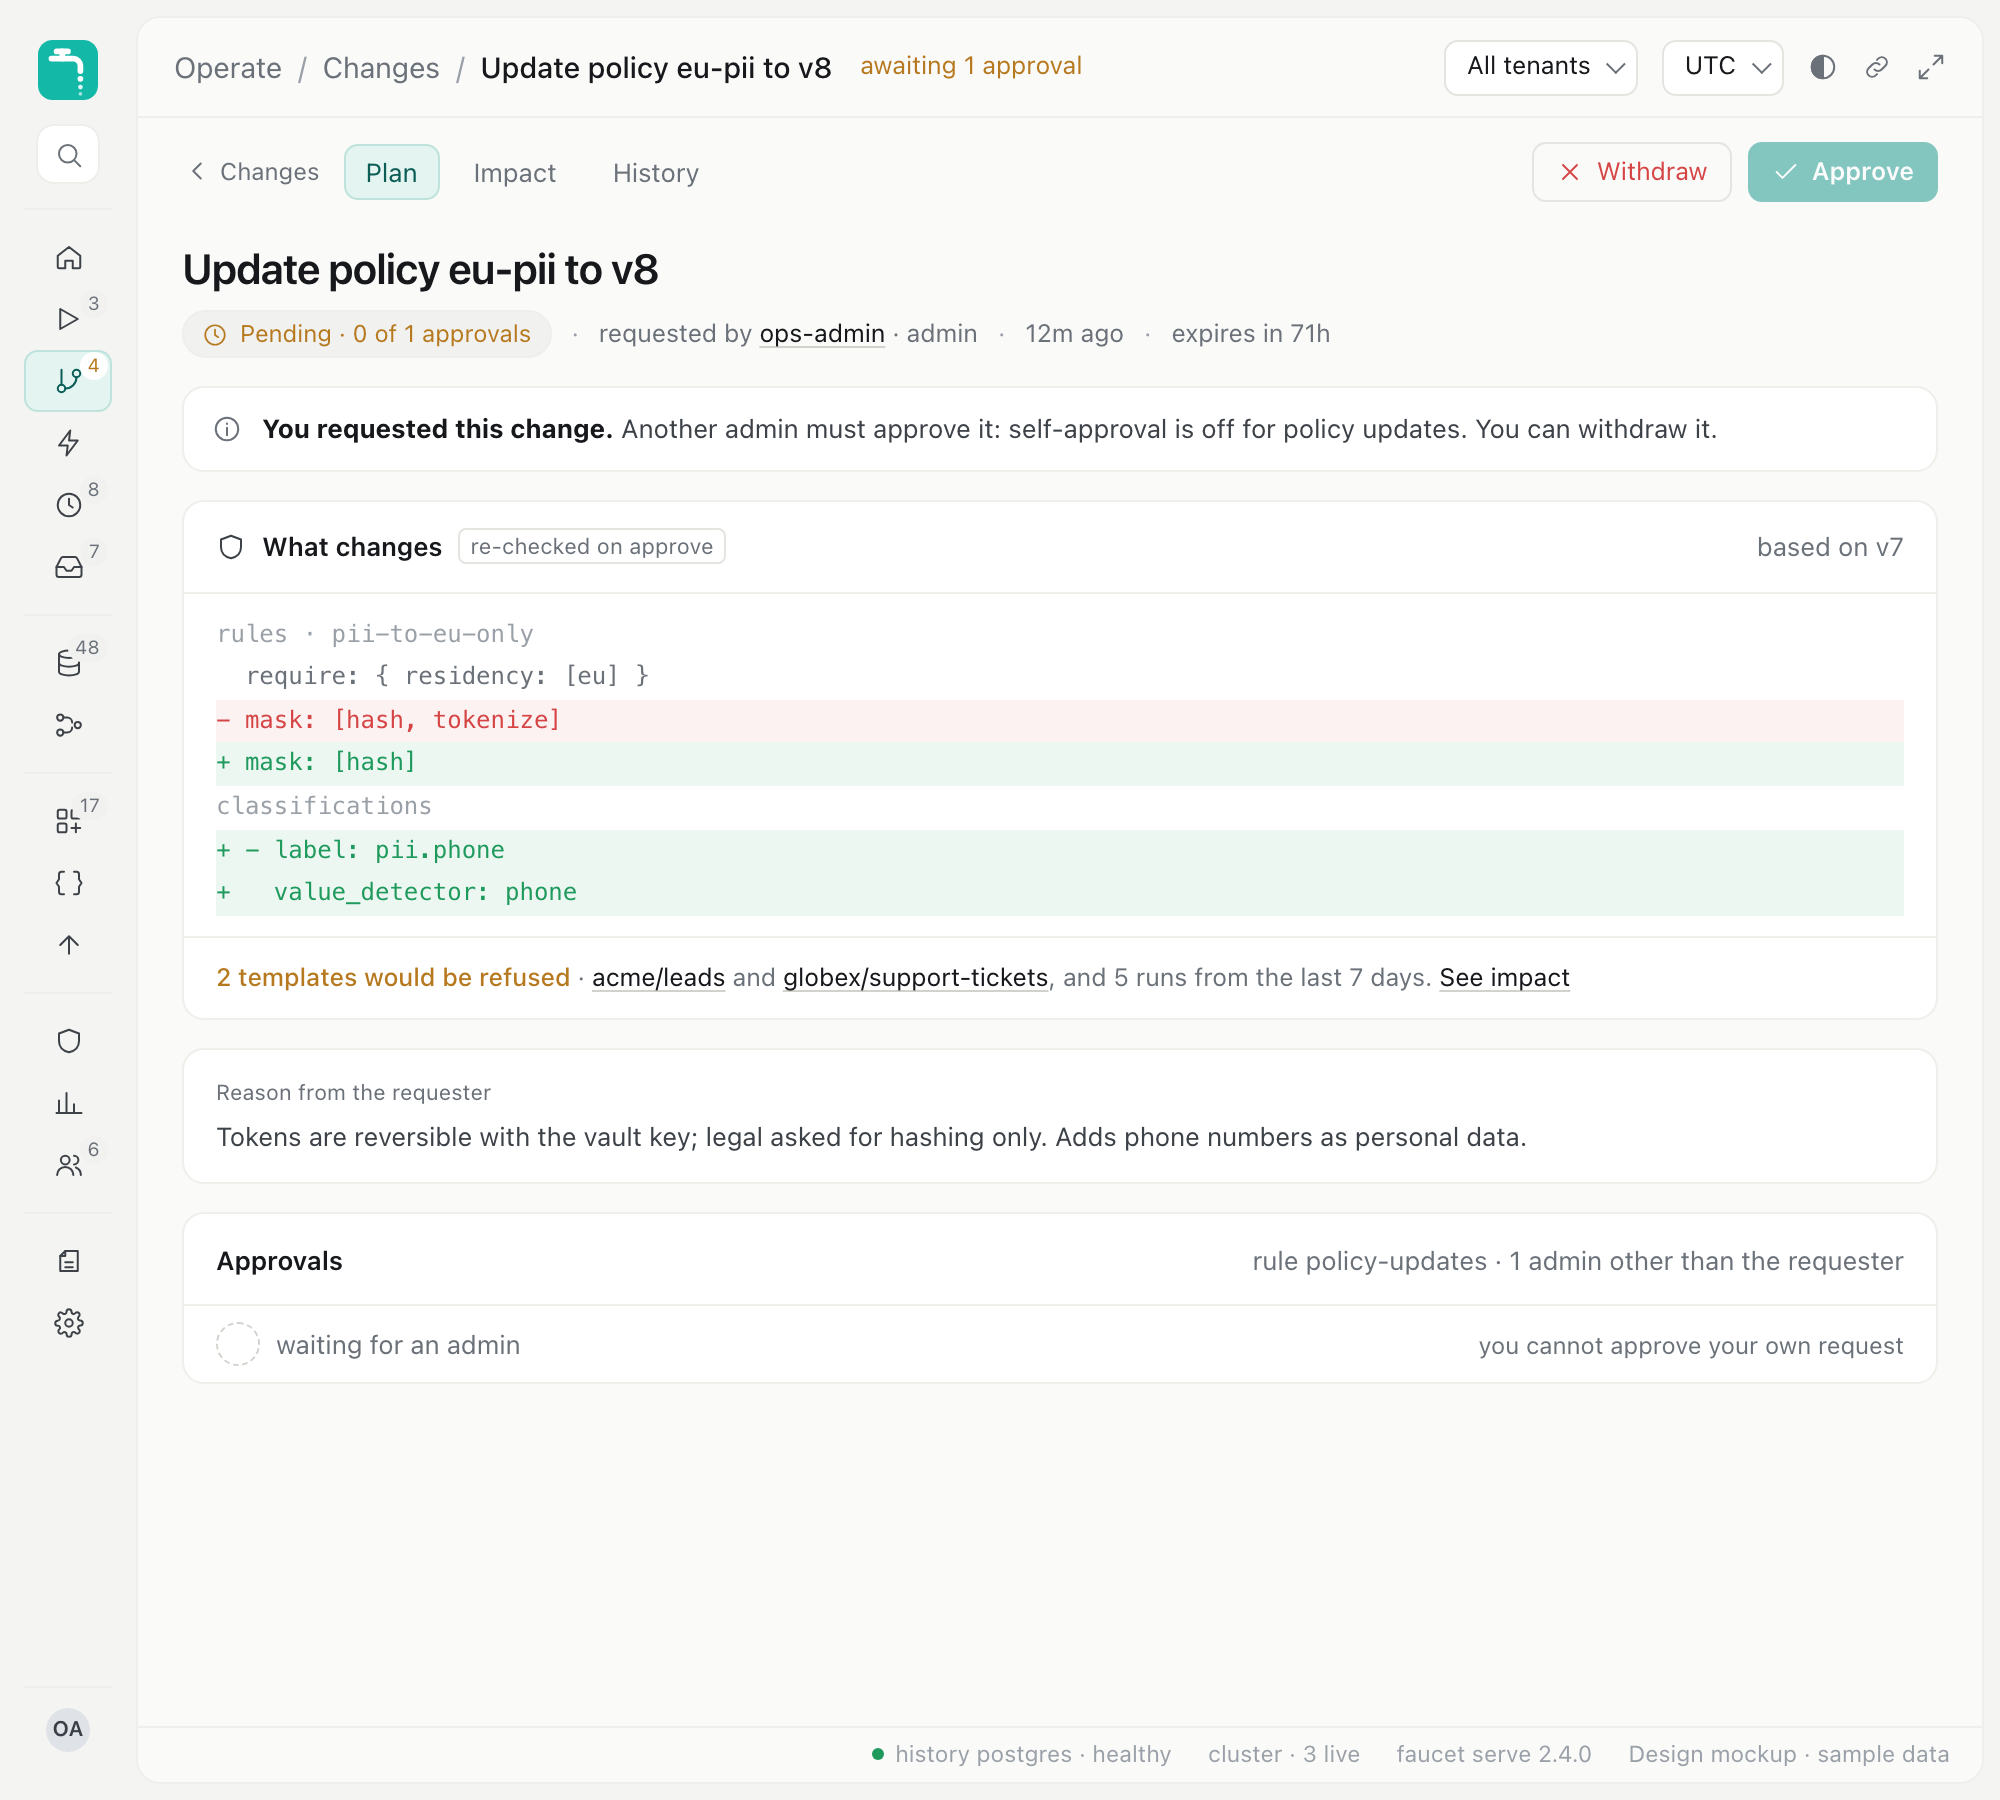 Operate / Changes / Update policy eu-pii to v8 awaiting 1 approval All tenants UTC
Changes Plan Impact History Withdraw Approve
Update policy eu-pii to v8
Pending · 0 of 1 approvals · requested by ops-admin · admin · 12m ago · expires in 71h
You requested this change. Another admin must approve it: self-approval is off for policy updates. You can withdraw it.
What changes re-checked on approve based on v7
rules · pii-to-eu-only
require: { residency: [eu] }
- mask: [hash, tokenize]
+ mask: [hash]
classifications
+ - label: pii.phone
+ value_detector: phone
2 templates would be refused · acme/leads and globex/support-tickets, and 5 runs from the last 7 days. See impact
Reason from the requester
Tokens are reversible with the vault key; legal asked for hashing only. Adds phone numbers as personal data.
Approvals rule policy-updates · 1 admin other than the requester
waiting for an admin you cannot approve your own request
3
4
8
7
48
17
6
OA
history postgres · healthy cluster · 3 live faucet serve 2.4.0 Design mockup · sample data